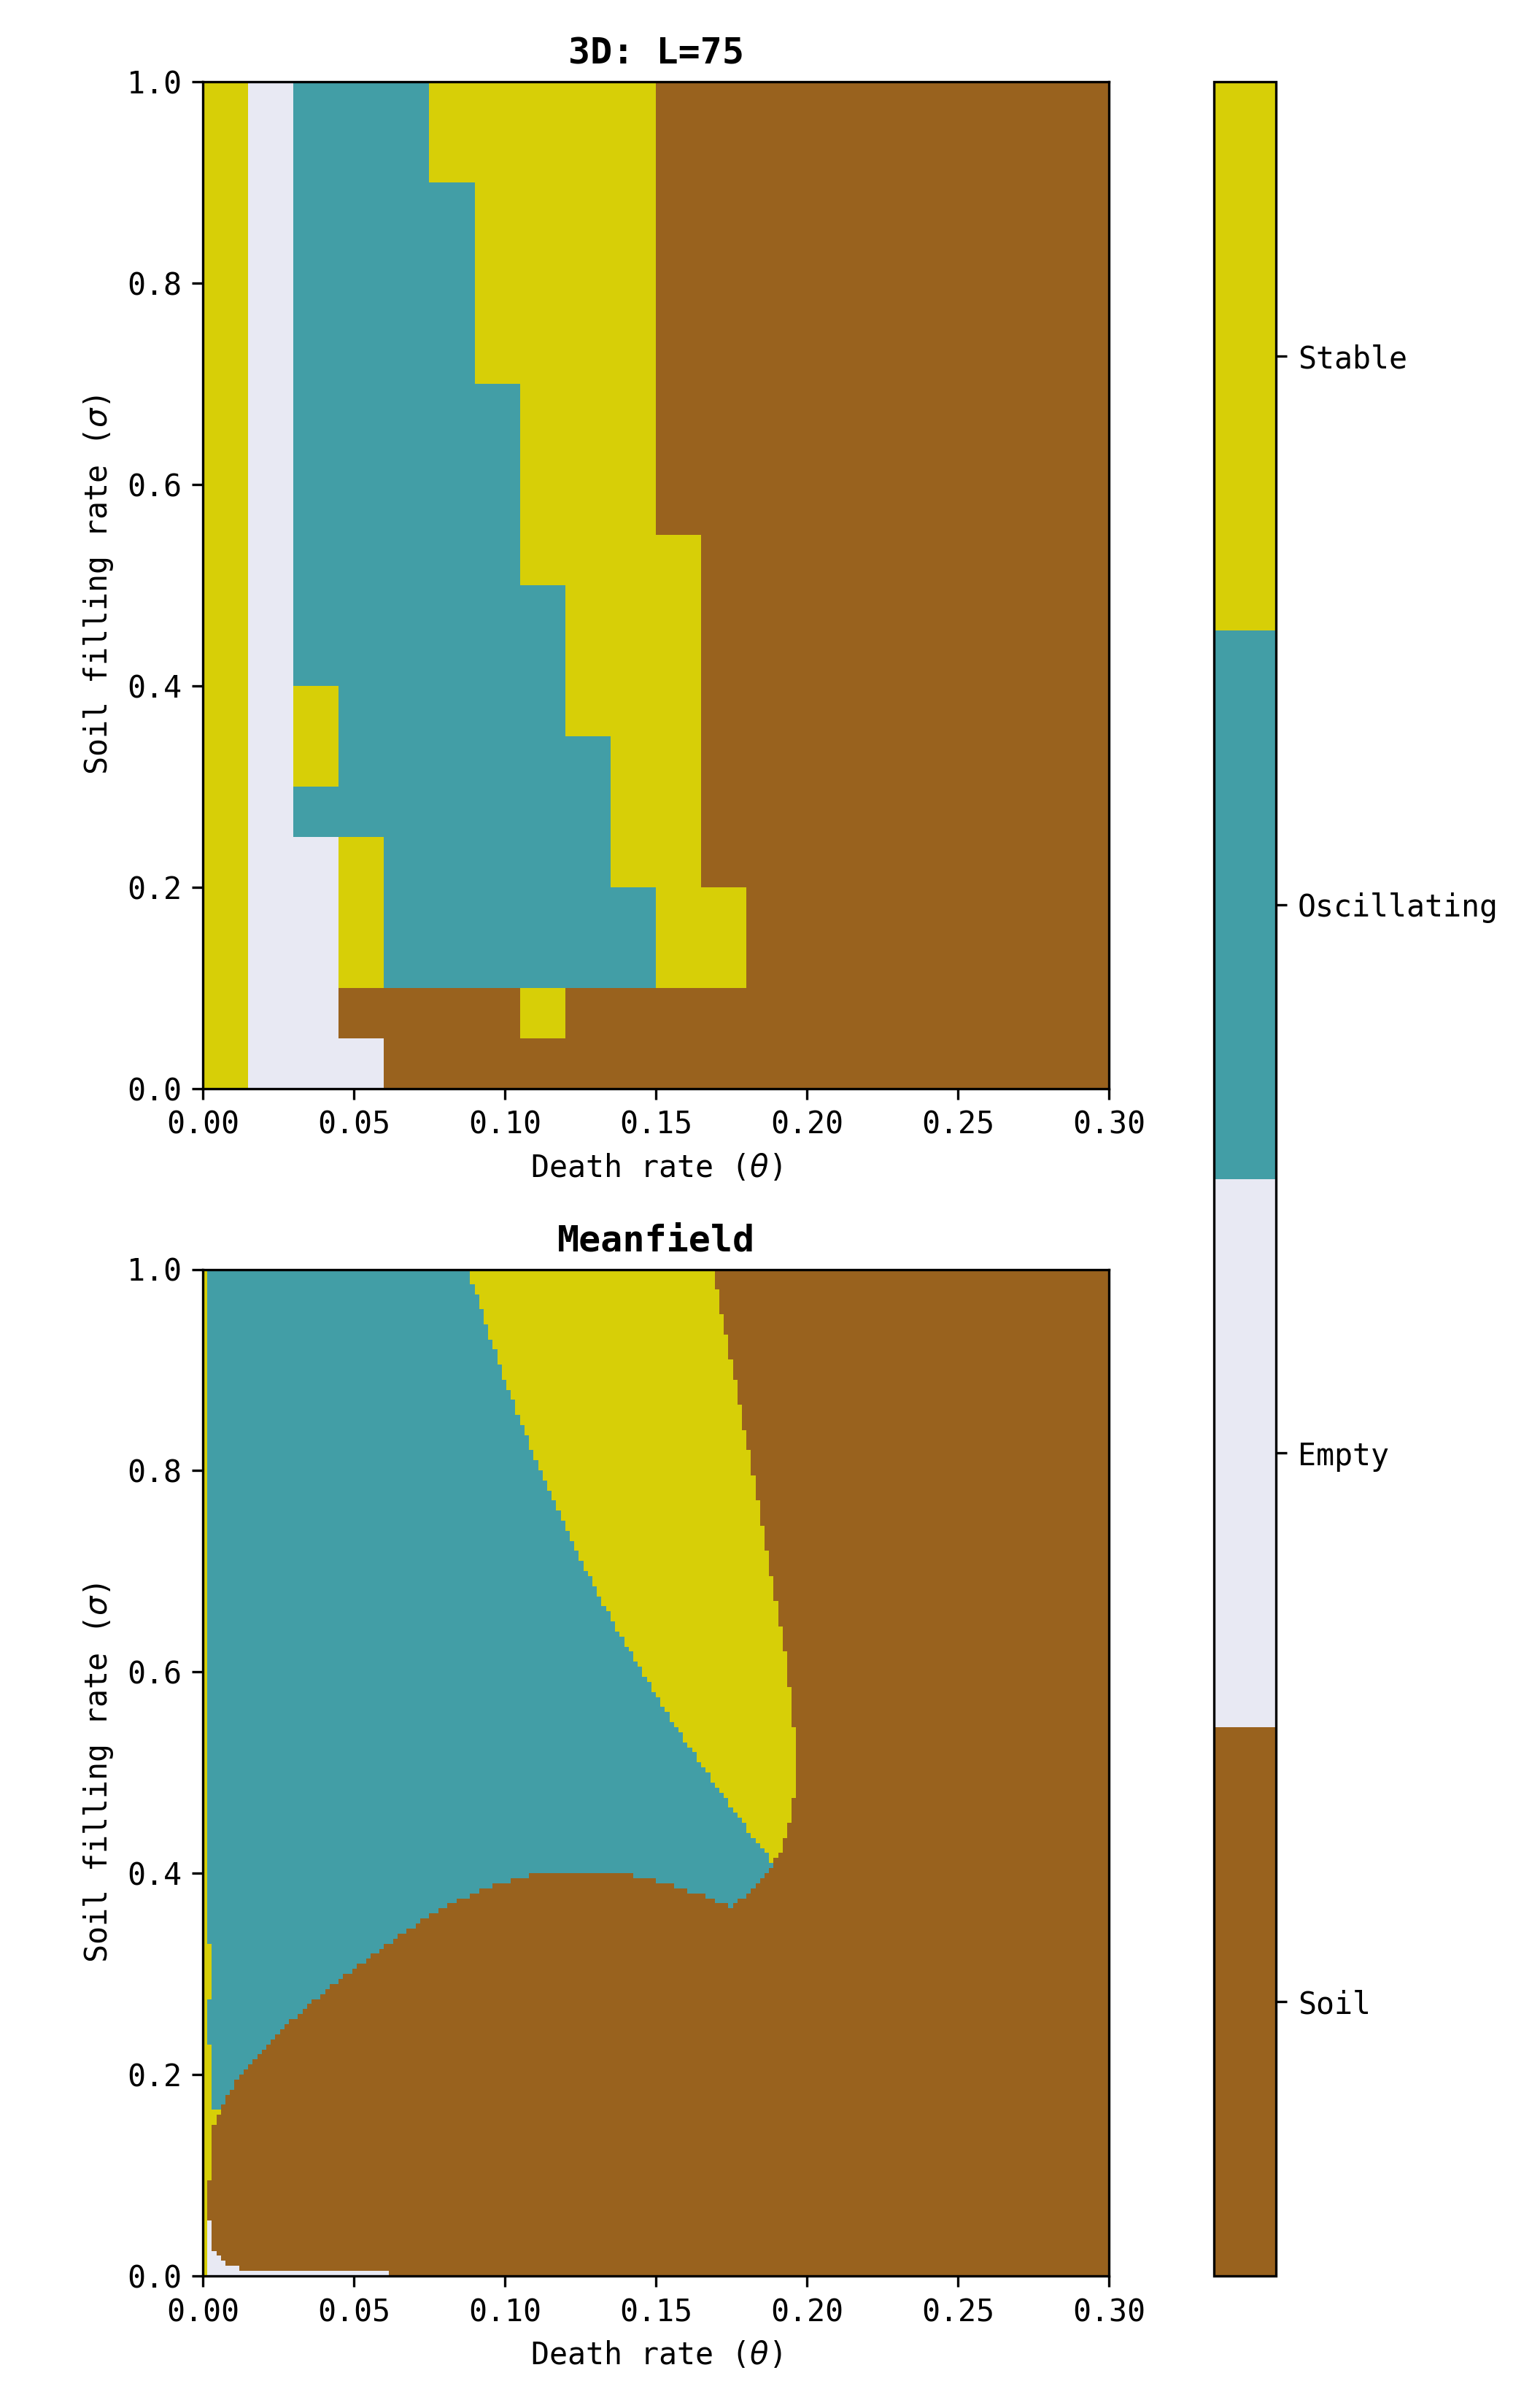 3D: L=75
1.0
0.8
0.6
0.4
0.2
0.0
Soil filling rate (σ)
0.00 0.05 0.10 0.15 0.20 0.25 0.30
Death rate (θ)
Meanfield
1.0
0.8
0.6
0.4
0.2
0.0
Soil filling rate (σ)
0.00 0.05 0.10 0.15 0.20 0.25 0.30
Death rate (θ)
Stable
Oscillating
Empty
Soil